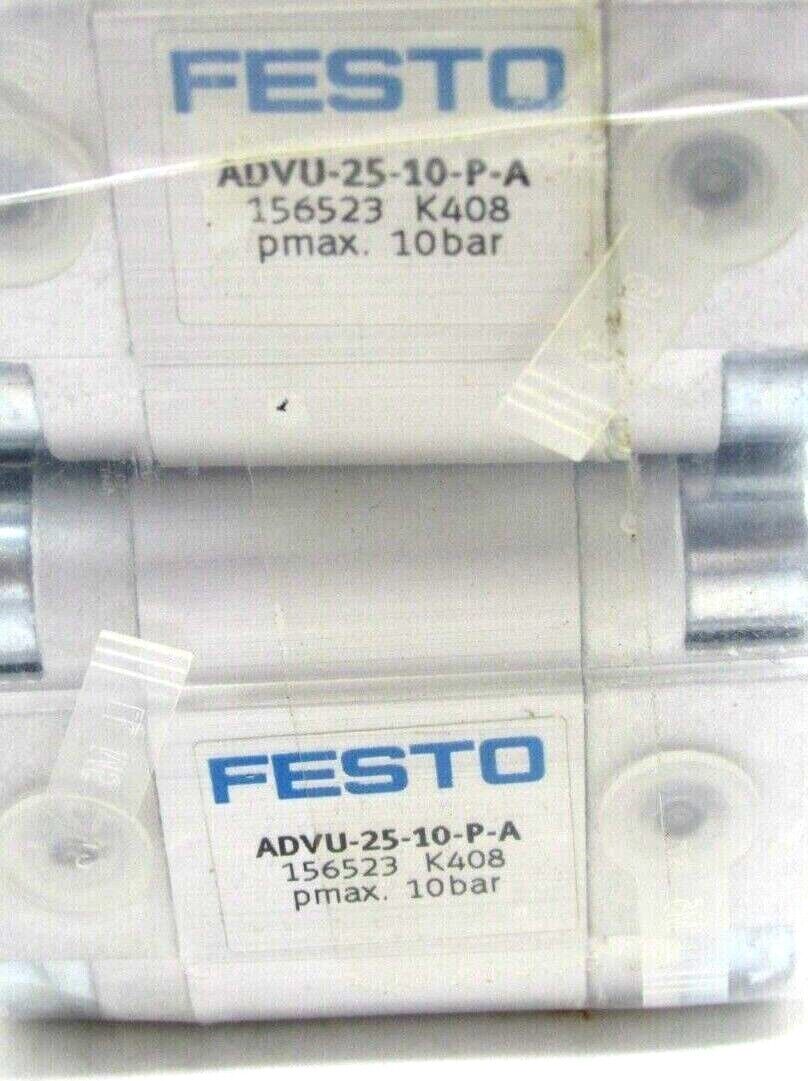 FESTO
ADVU-25-10-P-A
156523 K408
pmax. 10bar
FESTO
ADVU-25-10-P-A
156523 K408
pmax. 10bar